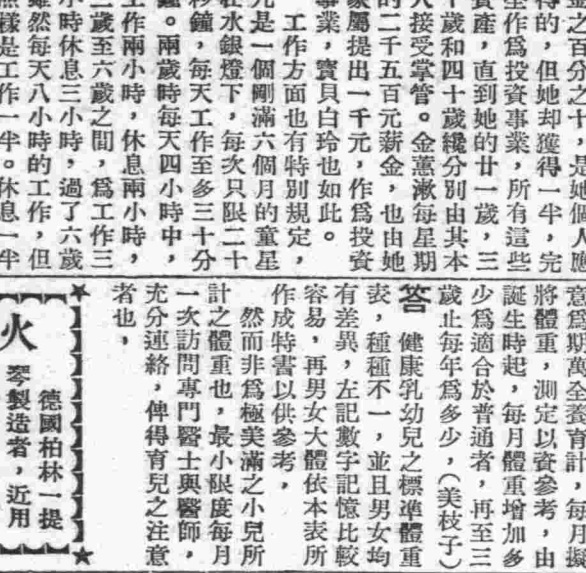 金之百分之十，是她個人應
得的，但她却獲得一半，完
全作爲投資事業，所有這些
資產，直到她的廿一歲，三
十歲和四十歲纔分別由其本
人接受掌管。金蕙漱每星期
的二千五百元薪金，也由她
家屬提出一千元，作爲投資
事業，寶貝白玲也如此。
工作方面也有特別規定，
凡是一個剛滿六個月的童星
在水銀燈下，每次只限二十
秒鐘，每天工作至多三十分
鐘。兩歲時每天四小時中，
工作兩小時，休息兩小時，
三歲至六歲之間，爲工作三
小時休息三小時，過了六歲
雖然每天八小時的工作，但
照樣是工作一半。休息一半
意爲期萬全養育計，每月擬
將體重，測定以資參考，由
誕生時起，每月體重增加多
少爲適合於普通者，再至三
歲止每年爲多少，（美枝子）
答　健康乳幼兒之標準體重
表，種種不一，並且男女均
有差異，左記數字記憶比較
容易，再男女大體依本表所
作成特書以供參考，
然而非爲極美滿之小兒所
計之體重也，最小限度每月
一次訪問專門醫士與醫師，
充分連絡，俾得育兒之注意
者也，
德國柏林一提
琴製造者，近用
火